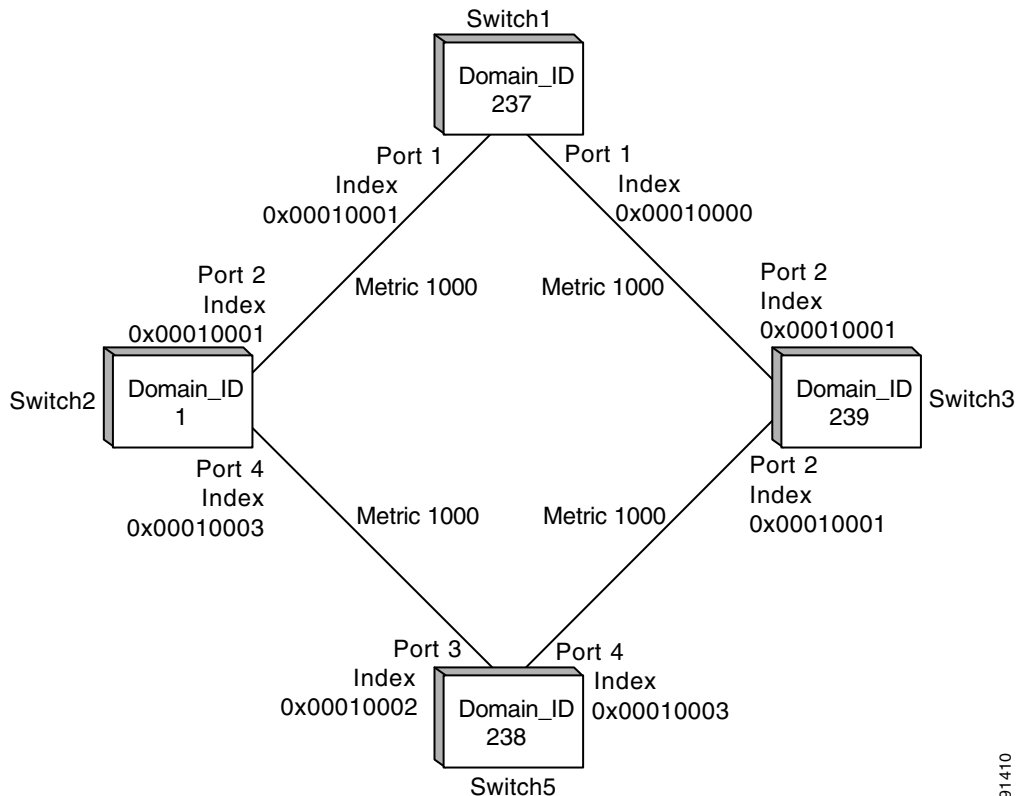 Switch1
Domain_ID
237
Port 1
Index
0x00010001
Port 1
Index
0x00010000
Port 2
Index
0x00010001
Metric 1000
Metric 1000
Port 2
Index
0x00010001
Switch2
Domain_ID
1
Domain_ID
239
Switch3
Port 4
Index
0x00010003
Metric 1000
Metric 1000
Port 2
Index
0x00010001
Port 3
Index
0x00010002
Port 4
Index
0x00010003
Domain_ID
238
Switch5
91410